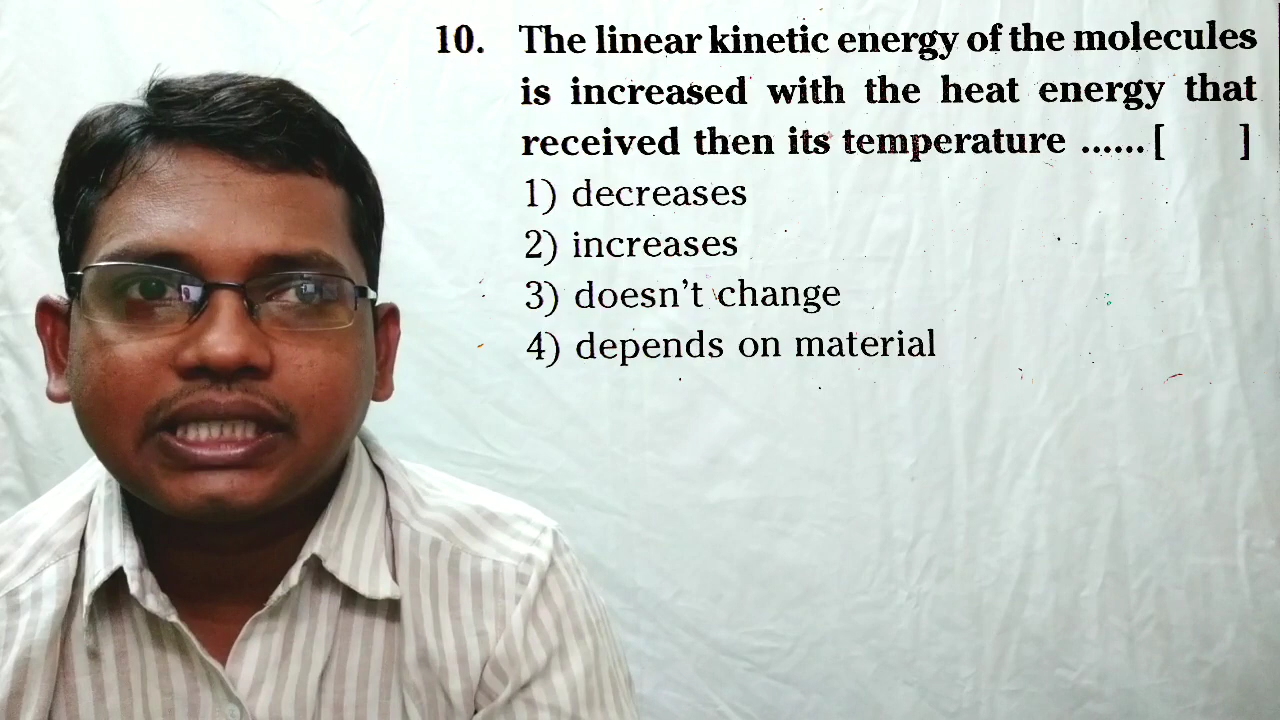 10. The linear kinetic energy of the molecules
is increased with the heat energy that
received then its temperature ......[ ]
1) decreases
2) increases
3) doesn't change
4) depends on material